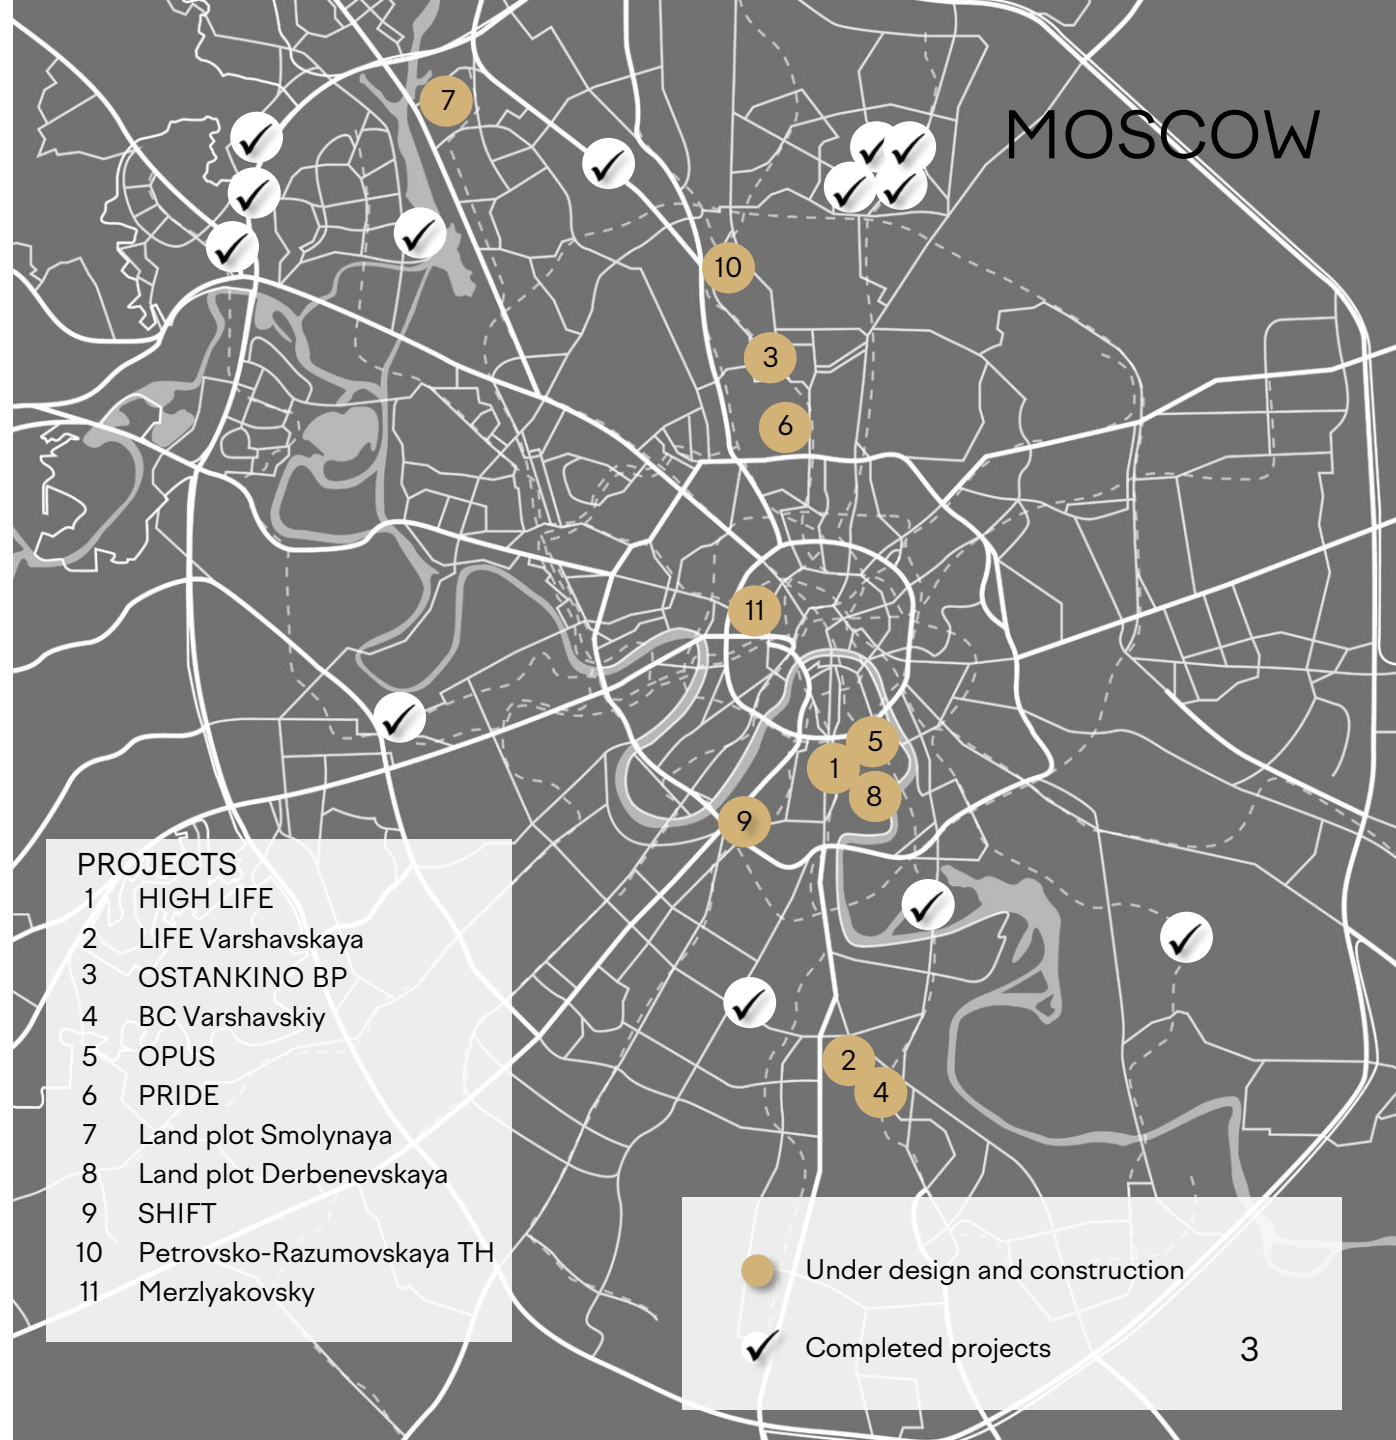 MOSCOW
7
10
3
6
11
5
1
8
9
2
4
PROJECTS
1 HIGH LIFE
2 LIFE Varshavskaya
3 OSTANKINO BP
4 BC Varshavskiy
5 OPUS
6 PRIDE
7 Land plot Smolynaya
8 Land plot Derbenevskaya
9 SHIFT
10 Petrovsko-Razumovskaya TH
11 Merzlyakovsky
Under design and construction
Completed projects 3